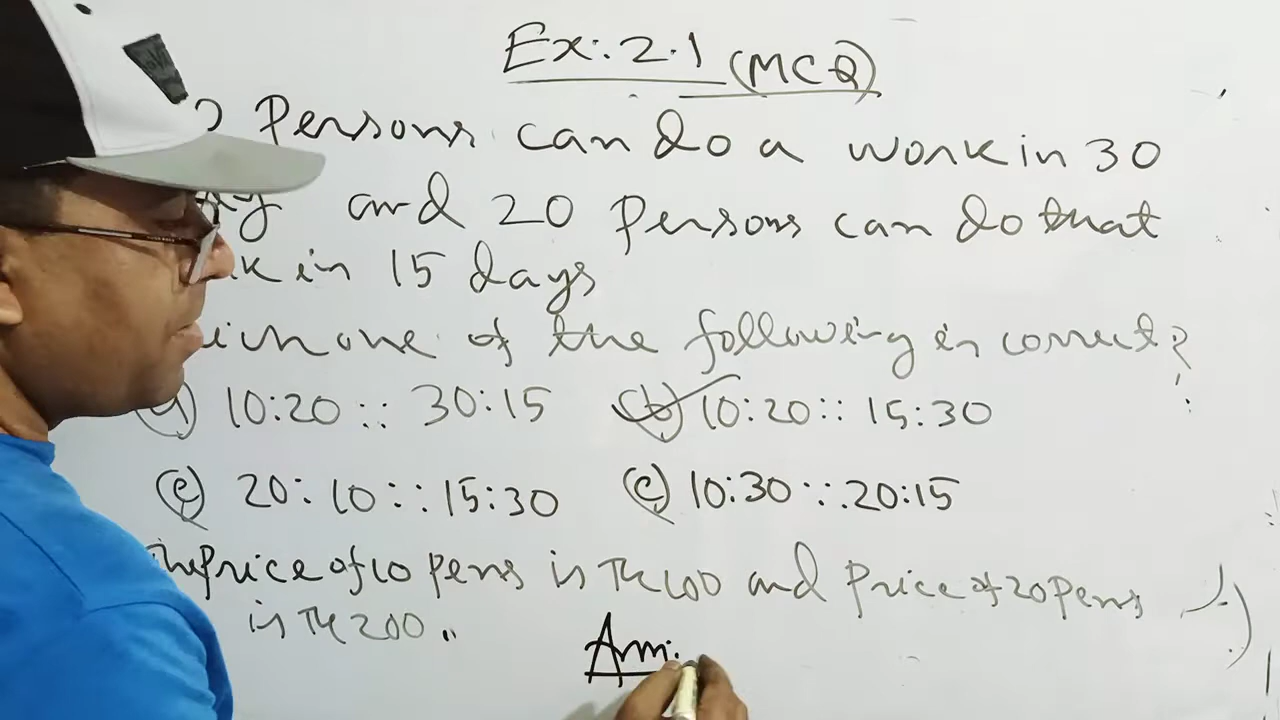 Ex:. 2.1 (MCQ)
Persons can do a work in 30
and 20 Persons can do that
in 15 days
one of the following is correct?
a) 10:20 :: 30:15 (b) 10:20 :: 15:30
(c) 20:10 :: 15:30 (c) 10:30 :: 20:15
The Price of 10 Pens is Tk 100 and Price of 20 Pens
is Tk 200.
Ans: